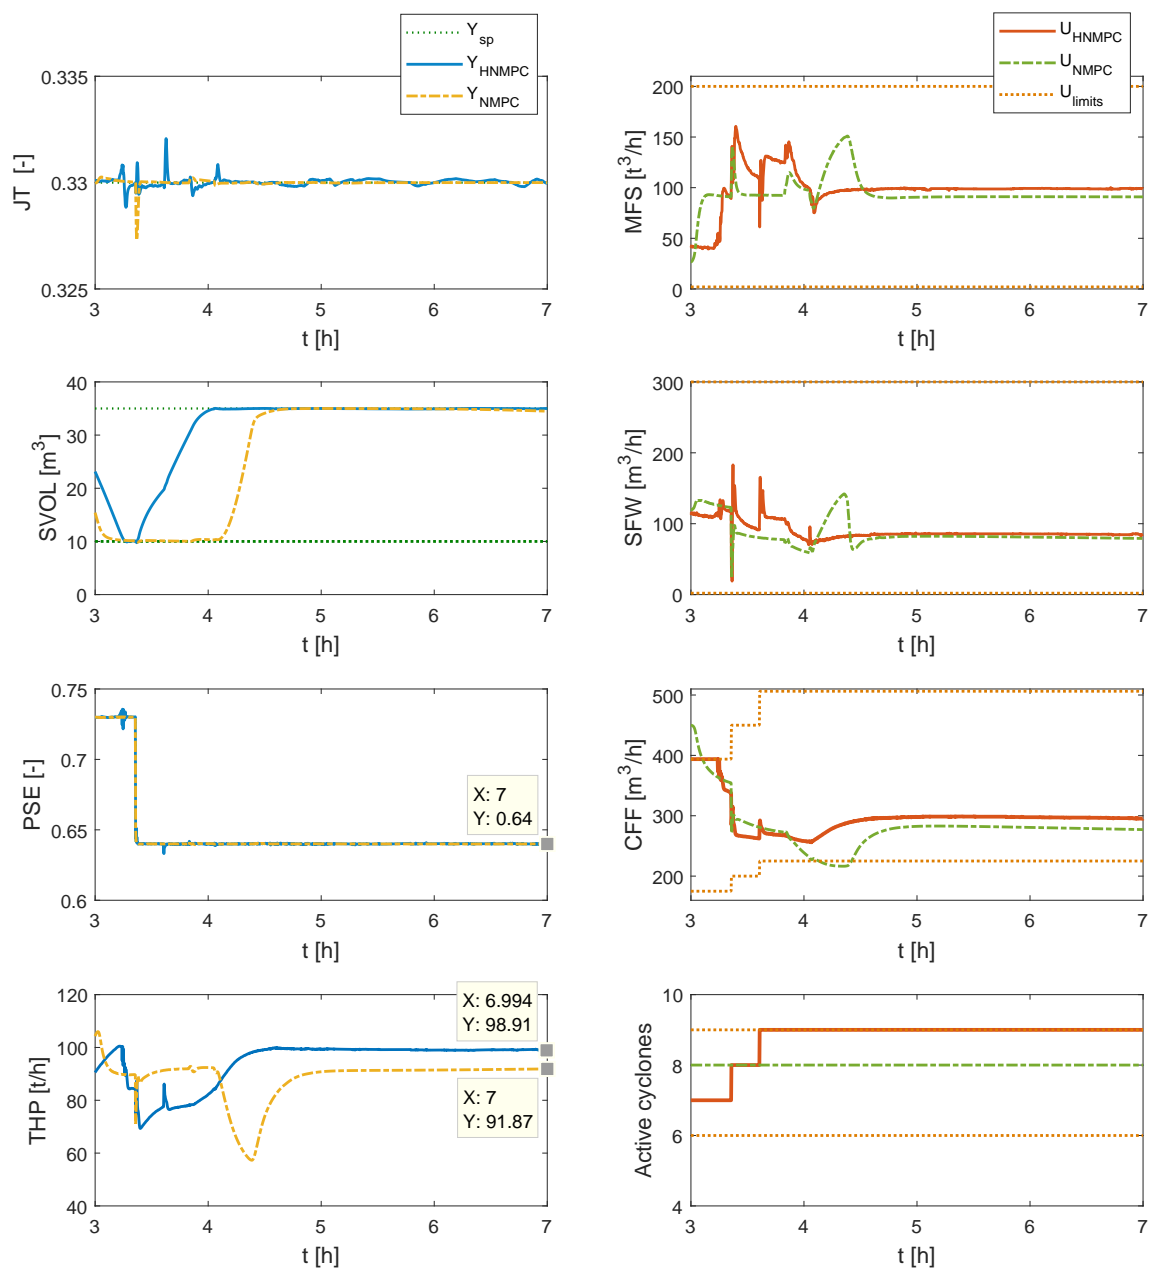 Y_sp
Y_HNMPC
Y_NMPC
0.335
0.33
0.325
JT [-]
3 4 5 6 7
t [h]
U_HNMPC
U_NMPC
U_limits
200
150
100
50
0
MFS [t^3/h]
3 4 5 6 7
t [h]
40
30
20
10
0
SVOL [m^3]
3 4 5 6 7
t [h]
300
200
100
0
SFW [m^3/h]
3 4 5 6 7
t [h]
0.75
0.7
0.65
0.6
PSE [-]
X: 7
Y: 0.64
3 4 5 6 7
t [h]
500
400
300
200
CFF [m^3/h]
3 4 5 6 7
t [h]
120
100
80
60
40
THP [t/h]
X: 6.994
Y: 98.91
X: 7
Y: 91.87
3 4 5 6 7
t [h]
10
8
6
4
Active cyclones
3 4 5 6 7
t [h]